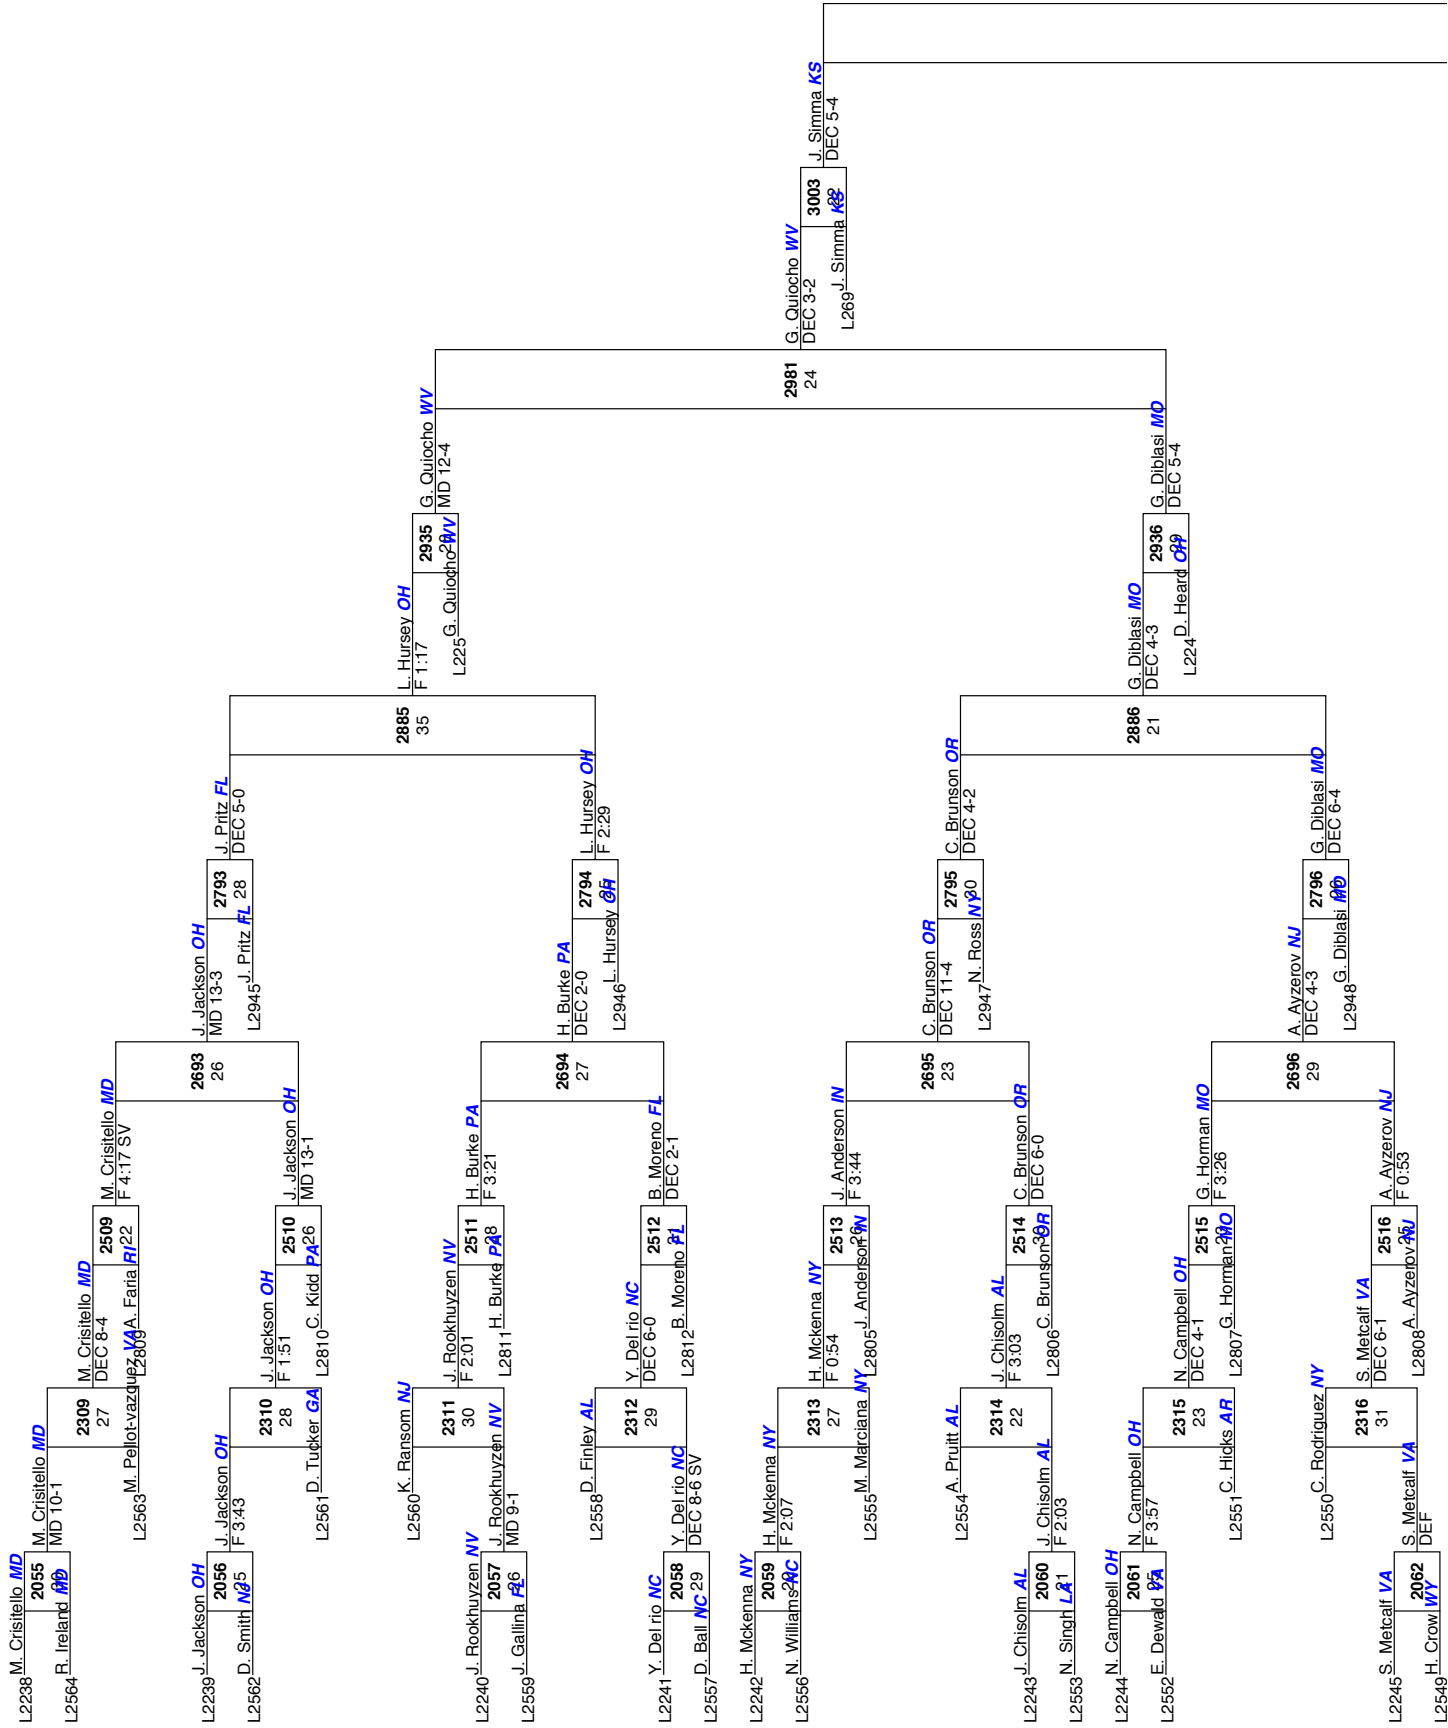 L2238 M. Crisitello MD
2055
R. Ireland MD
L2564
M. Crisitello MD
MD 10-1
2309
27
M. Pellot-vazquez VA
L2563
M. Crisitello MD
DEC 8-4
2509
22
A. Faria RI
L2809
M. Crisitello MD
F 4:17 SV
L2239 J. Jackson OH
2056
25
D. Smith NJ
L2562
J. Jackson OH
F 3:43
2310
28
D. Tucker GA
L2561
J. Jackson OH
F 1:51
2510
26
C. Kidd PA
L2810
J. Jackson OH
MD 13-1
2693
26
J. Jackson OH
MD 13-3
2793
28
J. Pritz FL
L2945
J. Pritz FL
DEC 5-0
L2560 K. Ransom NJ
L2240 J. Rookhuyzen NV
2057
26
J. Gallina FL
L2559
J. Rookhuyzen NV
MD 9-1
2311
30
J. Rookhuyzen NV
F 2:01
2511
28
H. Burke PA
L2811
H. Burke PA
F 3:21
L2558 D. Finley AL
L2241 Y. Del rio NC
2058
29
D. Ball NC
L2557
Y. Del rio NC
DEC 8-6 SV
2312
29
Y. Del rio NC
DEC 6-0
2512
B. Moreno FL
L2812
B. Moreno FL
DEC 2-1
2694
27
H. Burke PA
DEC 2-0
2794
L. Hursey OH
L2946
L. Hursey OH
F 2:29
2885
35
L. Hursey OH
F 1:17
2935
G. Quiocho WV
L225
G. Quiocho WV
MD 12-4
L2242 H. Mckenna NY
2059
N. Williams NC
L2556
H. Mckenna NY
F 2:07
2313
27
M. Marciana NY
L2555
H. Mckenna NY
F 0:54
2513
26
J. Anderson IN
L2805
J. Anderson IN
F 3:44
L2554 A. Pruitt AL
L2243 J. Chisolm AL
2060
21
N. Singh LA
L2553
J. Chisolm AL
F 2:03
2314
22
J. Chisolm AL
F 3:03
2514
C. Brunson OR
L2806
C. Brunson OR
DEC 6-0
2695
23
C. Brunson OR
DEC 11-4
2795
30
N. Ross NY
L2947
C. Brunson OR
DEC 4-2
L2244 N. Campbell OH
2061
25
E. Dewald VA
L2552
N. Campbell OH
F 3:57
2315
23
C. Hicks AR
L2551
N. Campbell OH
DEC 4-1
2515
G. Horman MO
L2807
G. Horman MO
F 3:26
L2550 C. Rodriguez NY
L2245 S. Metcalf VA
2062
H. Crow WY
L2549
S. Metcalf VA
DEF
2316
31
S. Metcalf VA
DEC 6-1
2516
25
A. Ayzerov NJ
L2808
A. Ayzerov NJ
F 0:53
2696
29
A. Ayzerov NJ
DEC 4-3
2796
G. Diblasi MO
L2948
G. Diblasi MO
DEC 6-4
2886
21
G. Diblasi MO
DEC 4-3
2936
29
D. Heard OH
L224
G. Diblasi MO
DEC 5-4
2981
24
G. Quiocho WV
DEC 3-2
3003
J. Simma KS
L269
J. Simma KS
DEC 5-4